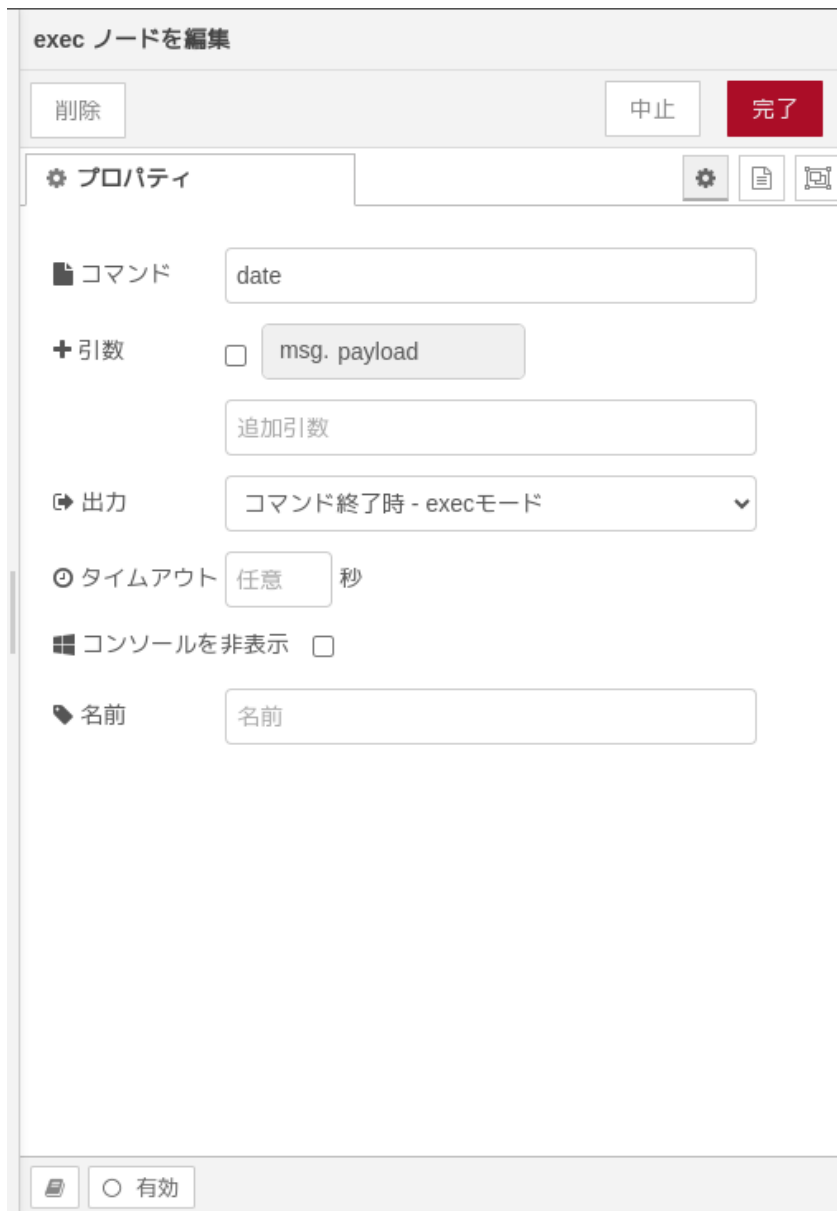 exec ノードを編集
削除 中止 完了
プロパティ
コマンド date
引数 msg. payload
追加引数
出力 コマンド終了時 - execモード
タイムアウト 任意 秒
コンソールを非表示
名前 名前
有効